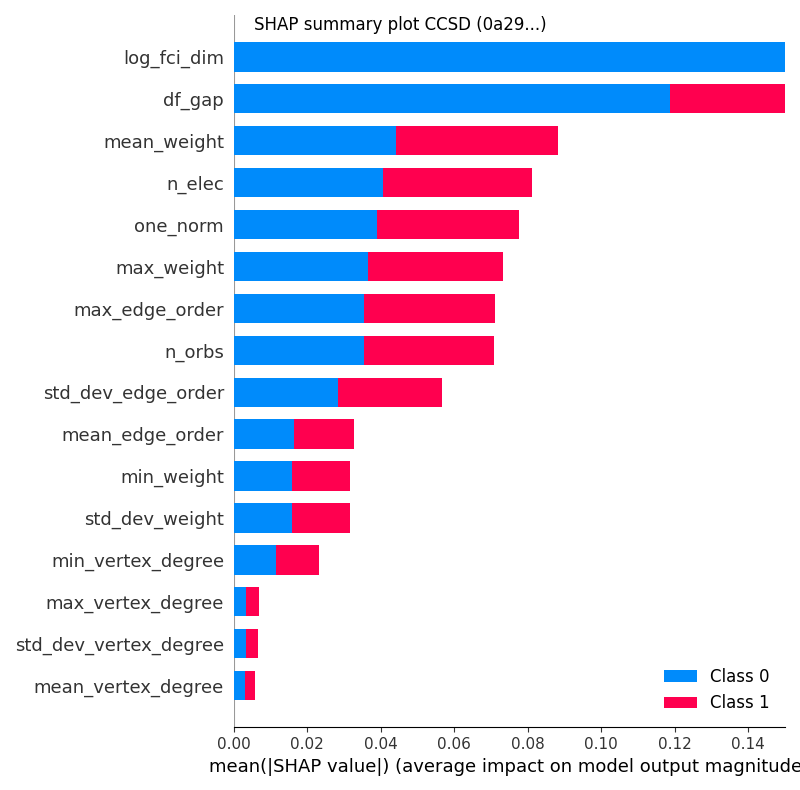 SHAP summary plot CCSD (0a29...)
log_fci_dim
df_gap
mean_weight
n_elec
one_norm
max_weight
max_edge_order
n_orbs
std_dev_edge_order
mean_edge_order
min_weight
std_dev_weight
min_vertex_degree
max_vertex_degree
std_dev_vertex_degree
mean_vertex_degree
Class 0
Class 1
0.00 0.02 0.04 0.06 0.08 0.10 0.12 0.14
mean(|SHAP value|) (average impact on model output magnitude